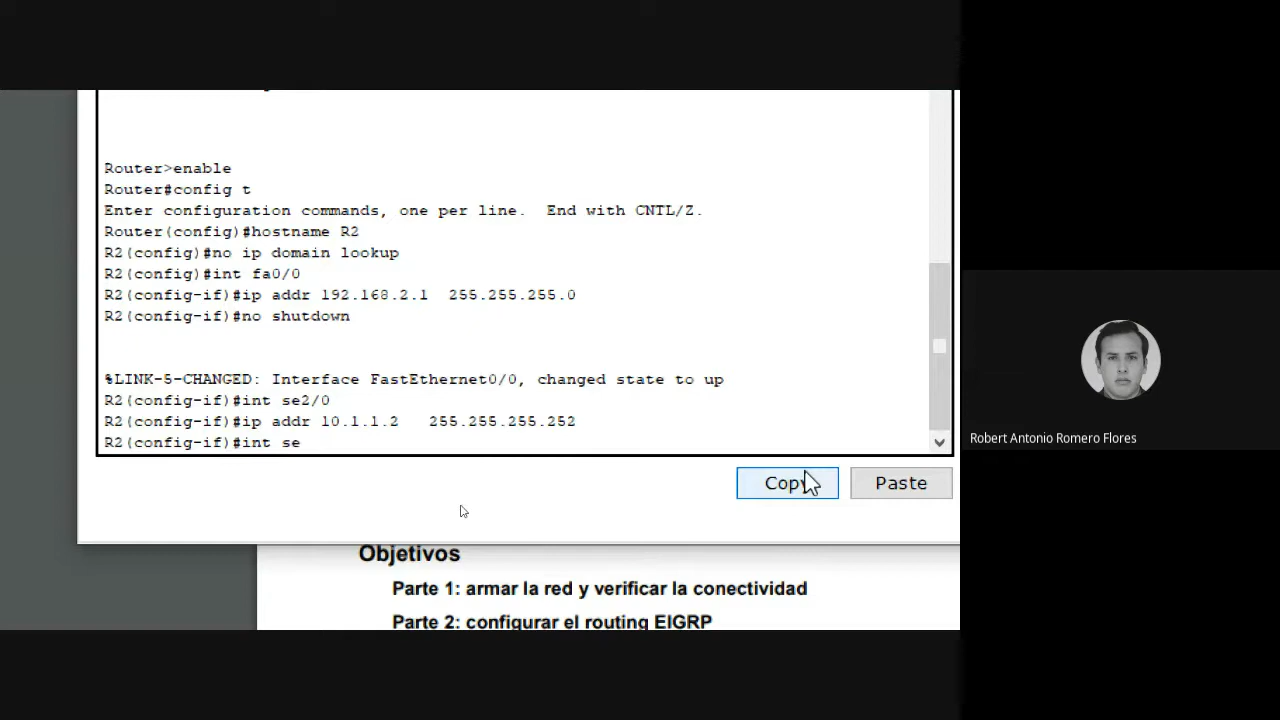 Router>enable
Router#config t
Enter configuration commands, one per line.  End with CNTL/Z.
Router(config)#hostname R2
R2(config)#no ip domain lookup
R2(config)#int fa0/0
R2(config-if)#ip addr 192.168.2.1  255.255.255.0
R2(config-if)#no shutdown
%LINK-5-CHANGED: Interface FastEthernet0/0, changed state to up
R2(config-if)#int se2/0
R2(config-if)#ip addr 10.1.1.2   255.255.255.252
R2(config-if)#int se
Copy
Paste
Robert Antonio Romero Flores
Objetivos
Parte 1: armar la red y verificar la conectividad
Parte 2: configurar el routing EIGRP